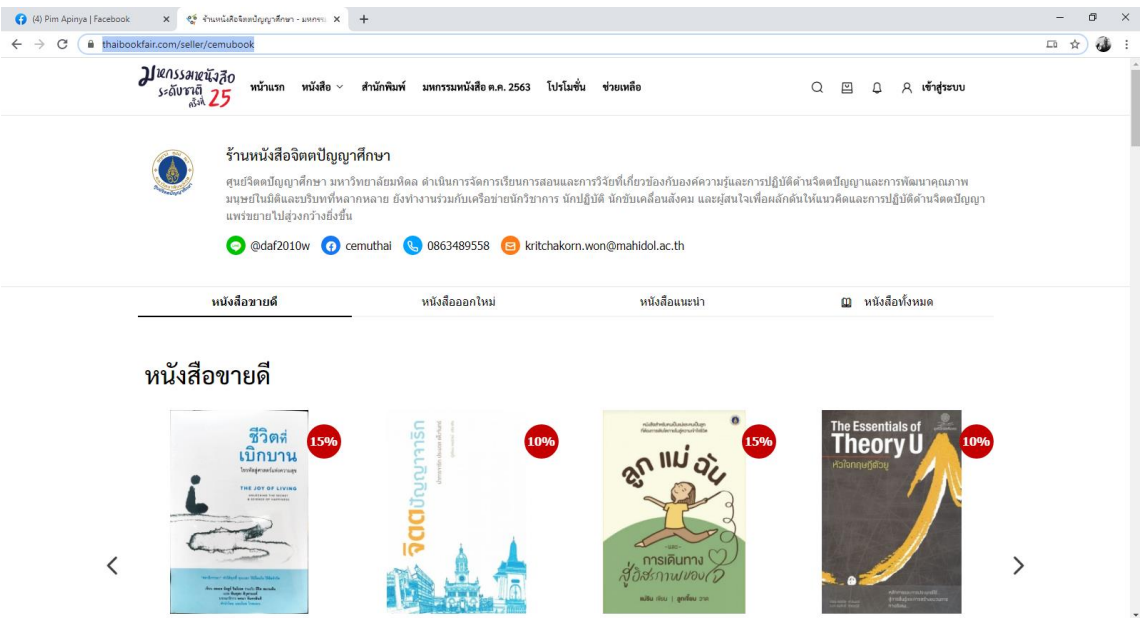 (4) Pim Apinya | Facebook
ร้านหนังสือจิตตปัญญาศึกษา - มหกรร
thaibookfair.com/seller/cemubook
มหกรรมหนังสือ
ระดับชาติ
ครั้งที่ 25
หน้าแรก หนังสือ สำนักพิมพ์ มหกรรมหนังสือ ต.ค. 2563 โปรโมชั่น ช่วยเหลือ เข้าสู่ระบบ
ร้านหนังสือจิตตปัญญาศึกษา
ศูนย์จิตตปัญญาศึกษา มหาวิทยาลัยมหิดล ดำเนินการจัดการเรียนการสอนและการวิจัยที่เกี่ยวข้องกับองค์ความรู้และการปฏิบัติด้านจิตตปัญญาและการพัฒนาคุณภาพ
มนุษย์ในมิติและบริบทที่หลากหลาย ยังทำงานร่วมกับเครือข่ายนักวิชาการ นักปฏิบัติ นักขับเคลื่อนสังคม และผู้สนใจเพื่อผลักดันให้แนวคิดและการปฏิบัติด้านจิตตปัญญา
แพร่ขยายไปสู่วงกว้างยิ่งขึ้น
@daf2010w cemuthai 0863489558 kritchakorn.won@mahidol.ac.th
หนังสือขายดี หนังสือออกใหม่ หนังสือแนะนำ หนังสือทั้งหมด
หนังสือขายดี
ชีวิตที่
เบิกบาน
THE JOY OF LIVING
15%
จิตตปัญญาจาริก
10%
ลูก แม่ ฉัน
และ
การเดินทาง
สู่อิสรภาพของใจ
15%
The Essentials of
Theory U
หัวใจทฤษฎีตัวยู
10%